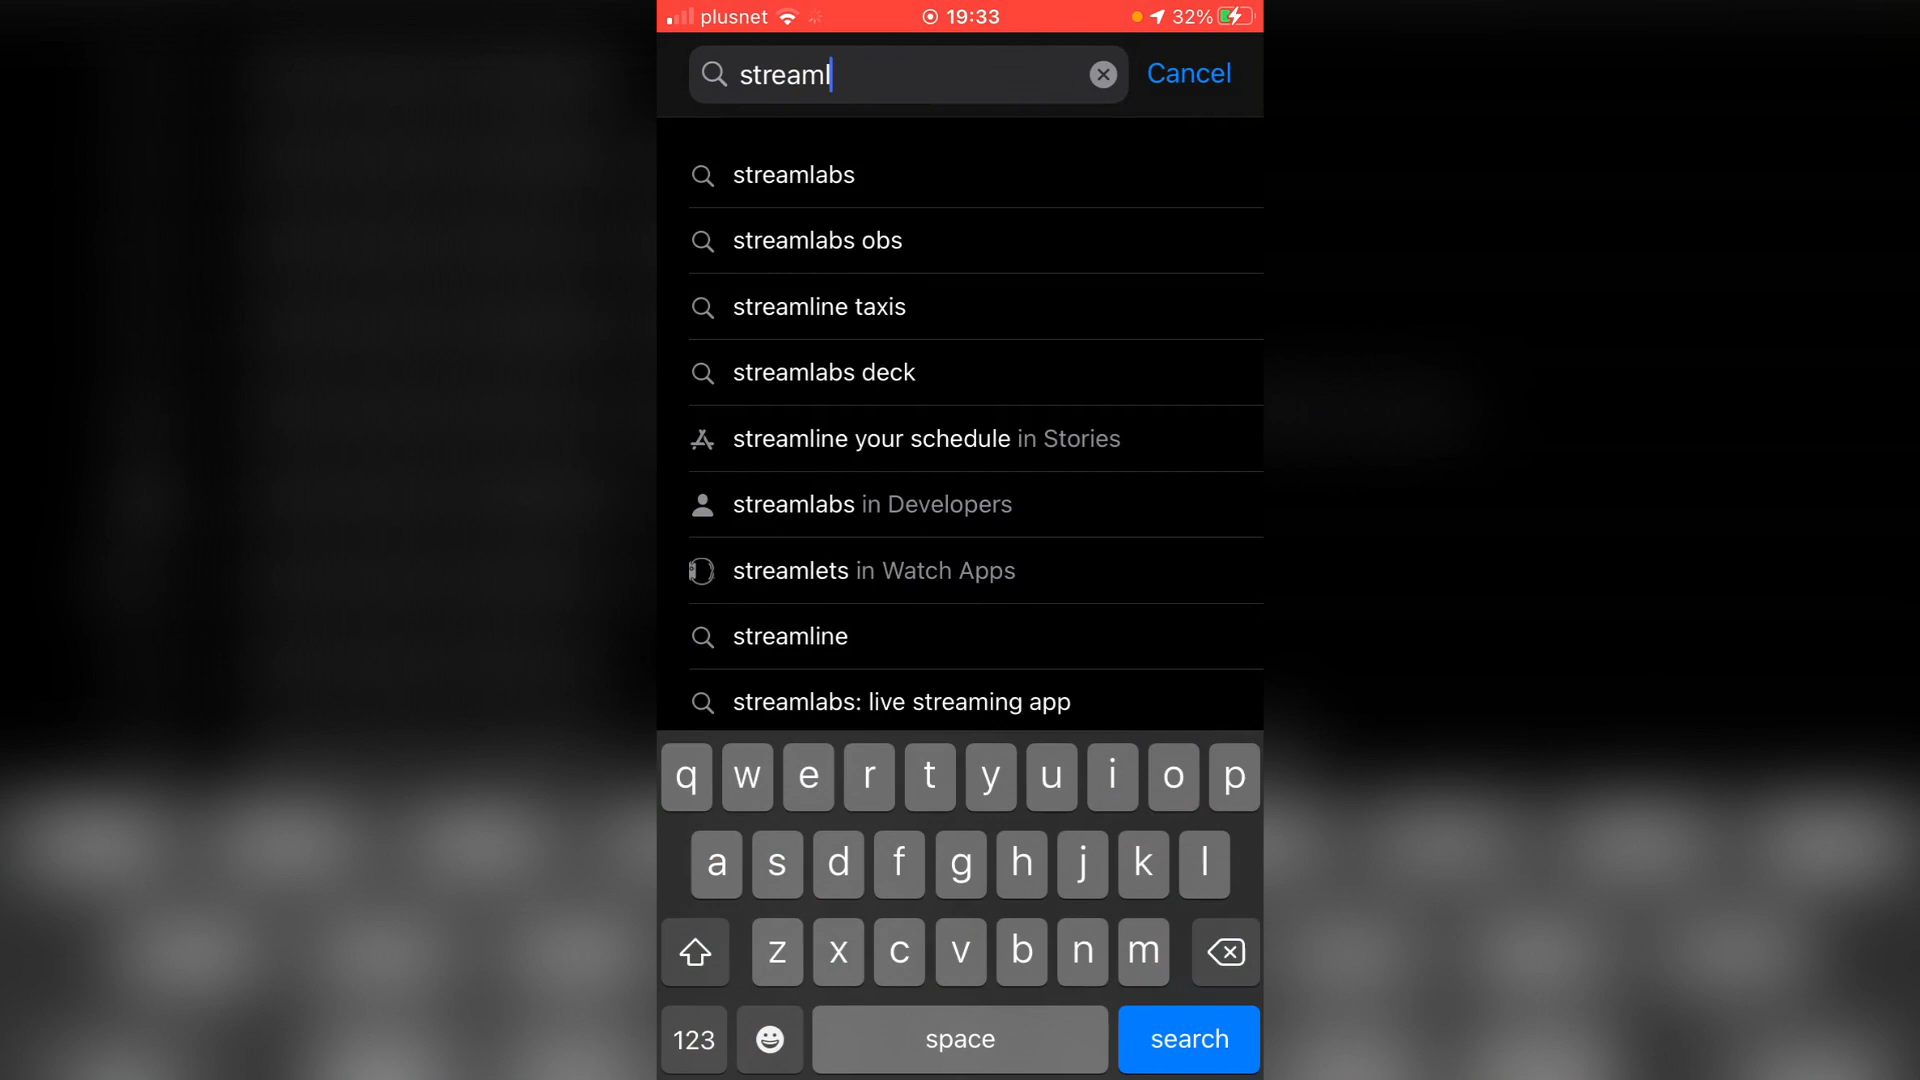 plusnet 19:33 32%
streaml Cancel
streamlabs
streamlabs obs
streamline taxis
streamlabs deck
streamline your schedule in Stories
streamlabs in Developers
streamlets in Watch Apps
streamline
streamlabs: live streaming app
q w e r t y u i o p
a s d f g h j k l
z x c v b n m
123 space search